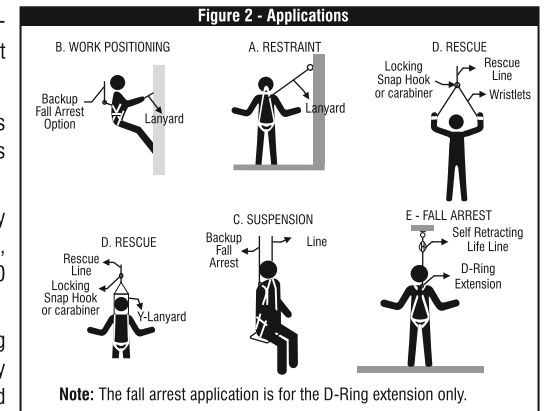 Figure 2 - Applications
B. WORK POSITIONING
Backup
Fall Arrest
Option
Lanyard
A. RESTRAINT
Lanyard
D. RESCUE
Locking
Snap Hook
or carabiner
Rescue
Line
Wristlets
D. RESCUE
Rescue
Line
Locking
Snap Hook
or carabiner
Y-Lanyard
C. SUSPENSION
Backup
Fall
Arrest
Line
E - FALL ARREST
Self Retracting
Life Line
D-Ring
Extension
Note: The fall arrest application is for the D-Ring extension only.